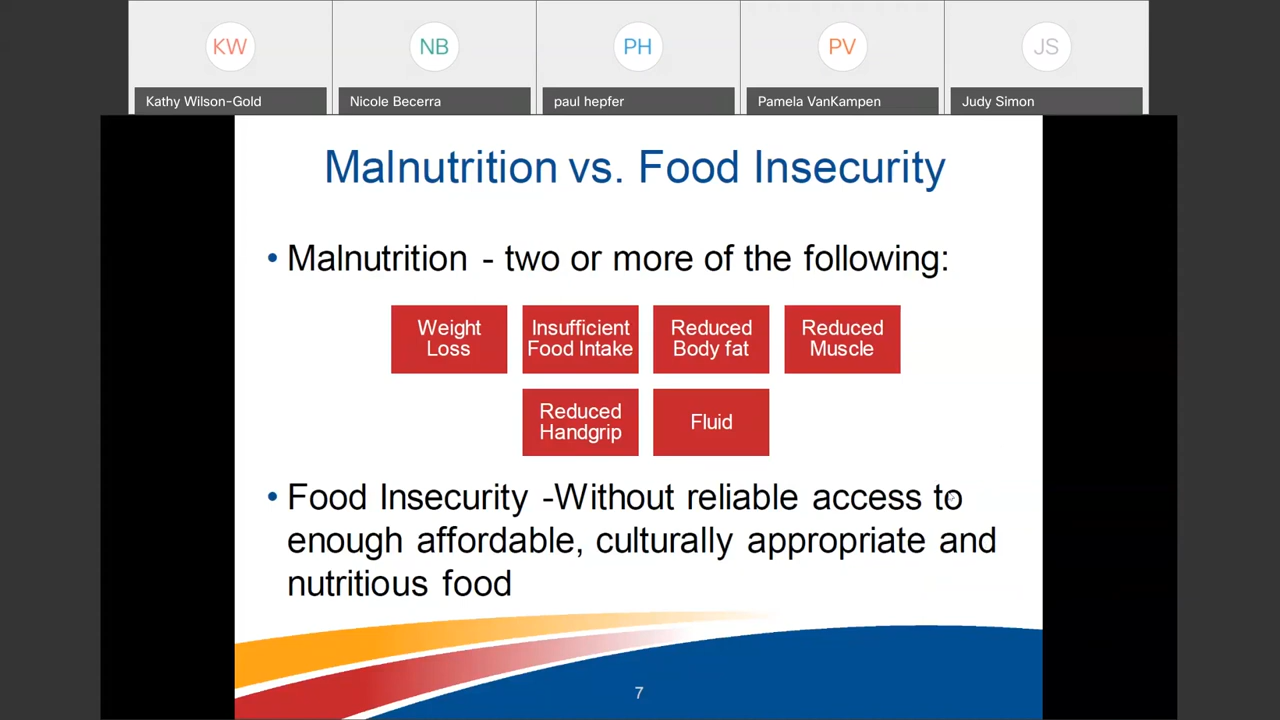 KW
NB
PH
PV
JS
Kathy Wilson-Gold
Nicole Becerra
paul hepfer
Pamela VanKampen
Judy Simon
Malnutrition vs. Food Insecurity
• Malnutrition - two or more of the following:
Weight
Loss
Insufficient
Food Intake
Reduced
Body fat
Reduced
Muscle
Reduced
Handgrip
Fluid
• Food Insecurity -Without reliable access to
enough affordable, culturally appropriate and
nutritious food
7